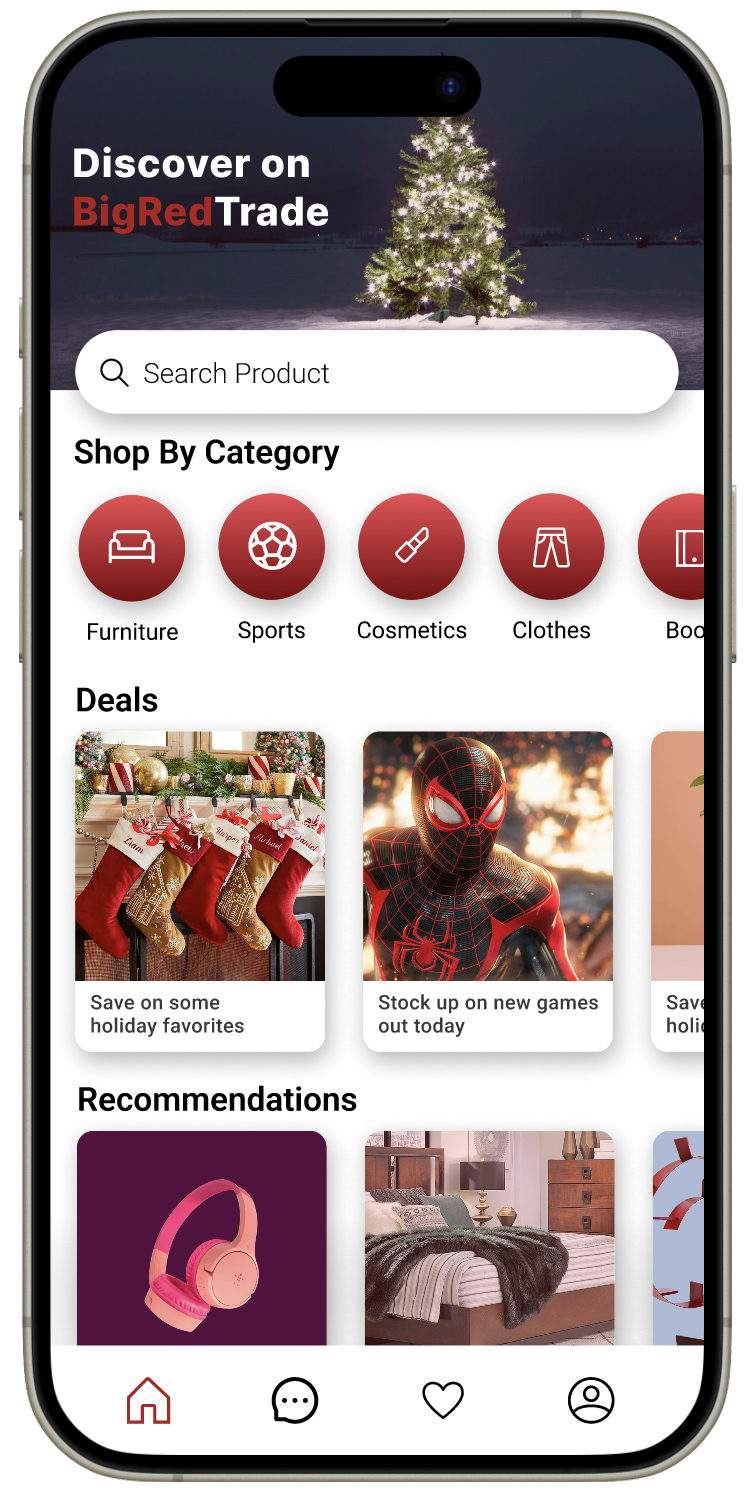 Discover on
BigRedTrade
Search Product
Shop By Category
Furniture
Sports
Cosmetics
Clothes
Boo
Deals
Liam
Harper
Michael
Daniel
Save on some
holiday favorites
Stock up on new games
out today
Save
holid
Recommendations